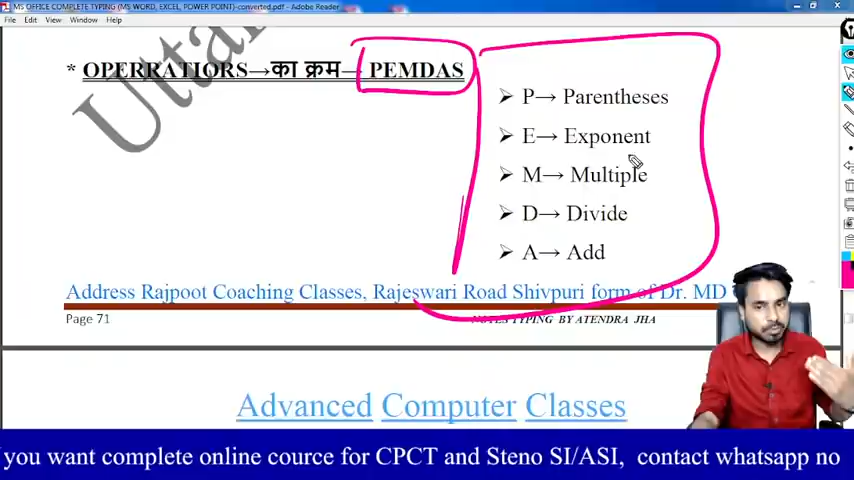 MS OFFICE COMPLETE TYPING (MS WORD, EXCEL, POWER POINT)-converted.pdf - Adobe Reader
File Edit View Window Help
Uttar
* OPERRATIORS→का क्रम→ PEMDAS
➢ P→ Parentheses
➢ E→ Exponent
➢ M→ Multiple
➢ D→ Divide
➢ A→ Add
Address Rajpoot Coaching Classes, Rajeswari Road Shivpuri form of Dr. MD
Page 71
NOTES TYPING BY ATENDRA JHA
Advanced Computer Classes
you want complete online cource for CPCT and Steno SI/ASI, contact whatsapp no